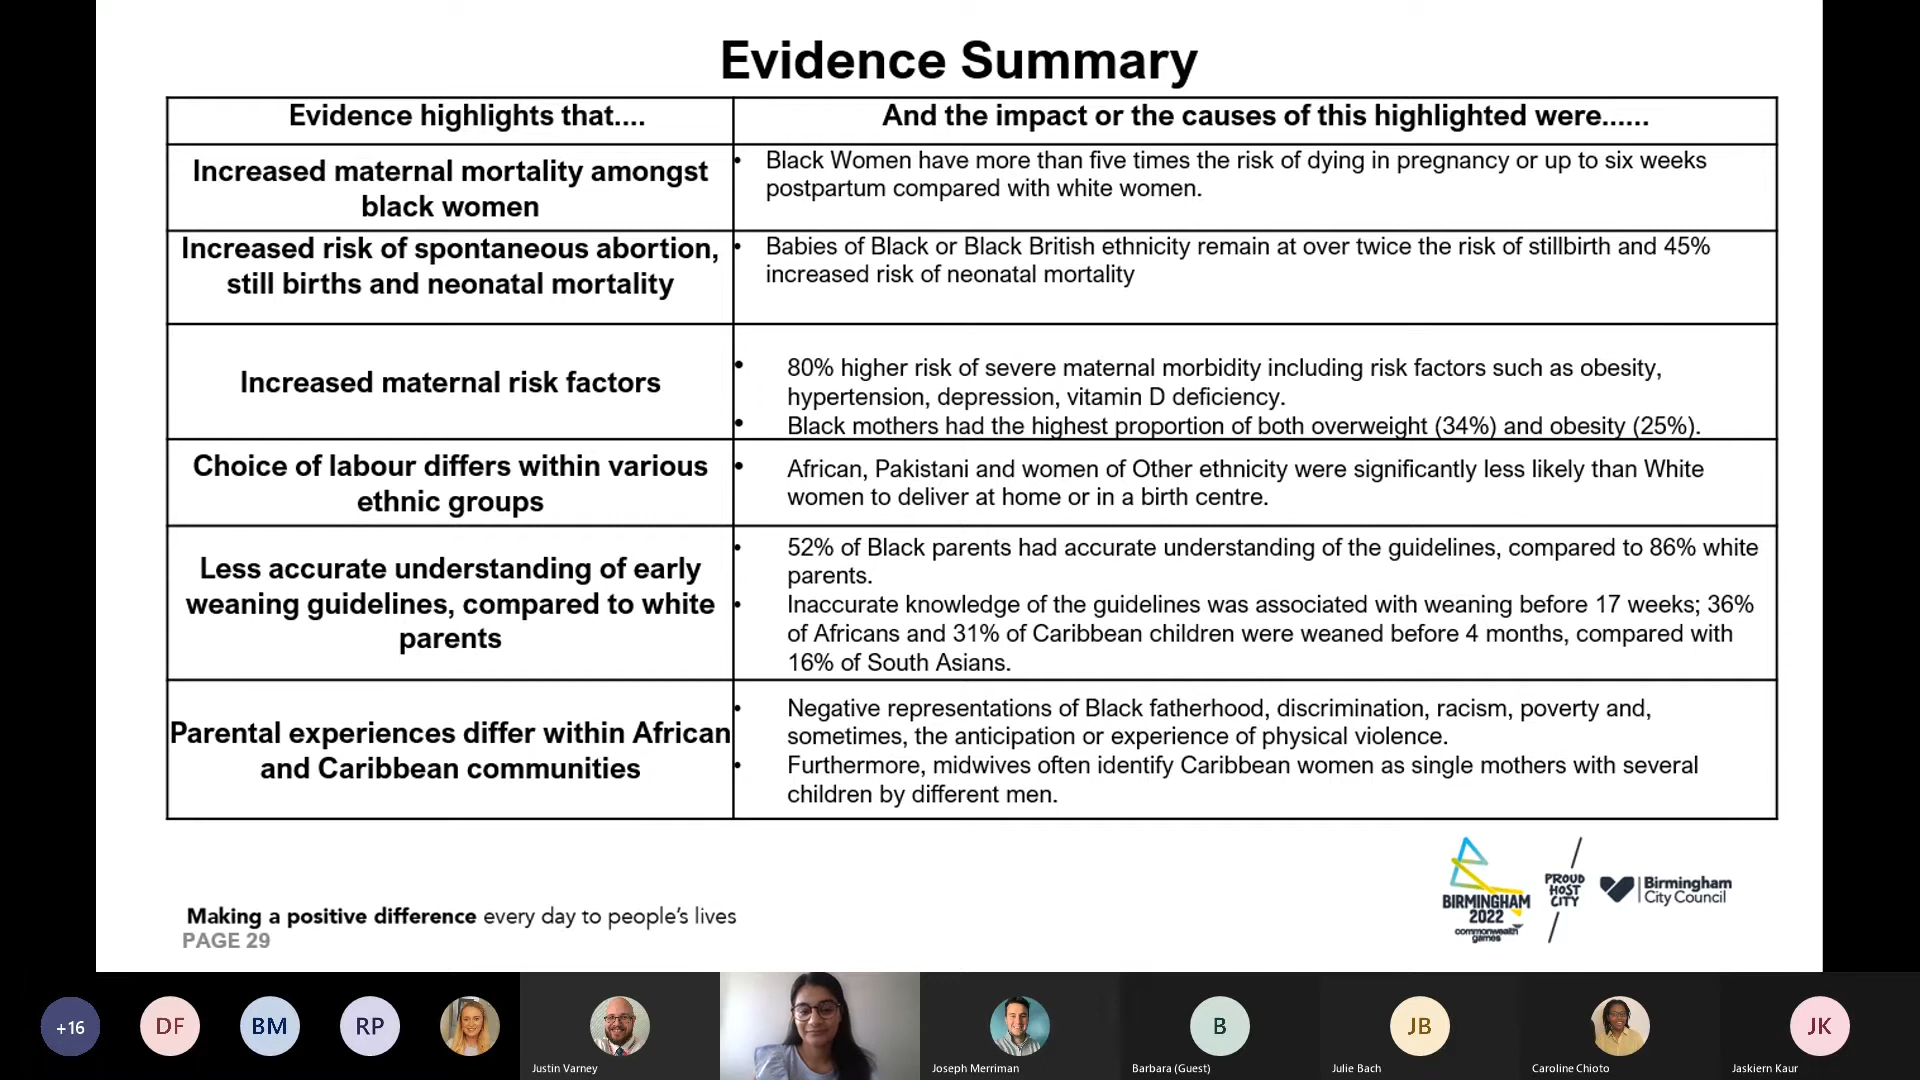 Evidence Summary
Evidence highlights that....
And the impact or the causes of this highlighted were......
Increased maternal mortality amongst
black women
• Black Women have more than five times the risk of dying in pregnancy or up to six weeks
postpartum compared with white women.
Increased risk of spontaneous abortion,
still births and neonatal mortality
• Babies of Black or Black British ethnicity remain at over twice the risk of stillbirth and 45%
increased risk of neonatal mortality
Increased maternal risk factors
• 80% higher risk of severe maternal morbidity including risk factors such as obesity,
hypertension, depression, vitamin D deficiency.
• Black mothers had the highest proportion of both overweight (34%) and obesity (25%).
Choice of labour differs within various
ethnic groups
• African, Pakistani and women of Other ethnicity were significantly less likely than White
women to deliver at home or in a birth centre.
Less accurate understanding of early
weaning guidelines, compared to white
parents
• 52% of Black parents had accurate understanding of the guidelines, compared to 86% white
parents.
• Inaccurate knowledge of the guidelines was associated with weaning before 17 weeks; 36%
of Africans and 31% of Caribbean children were weaned before 4 months, compared with
16% of South Asians.
Parental experiences differ within African
and Caribbean communities
• Negative representations of Black fatherhood, discrimination, racism, poverty and,
sometimes, the anticipation or experience of physical violence.
• Furthermore, midwives often identify Caribbean women as single mothers with several
children by different men.
Making a positive difference every day to people's lives
PAGE 29
BIRMINGHAM
2022
commonwealth
games
PROUD
HOST
CITY
Birmingham
City Council
+16
DF
BM
RP
Justin Varney
Joseph Merriman
B
Barbara (Guest)
JB
Julie Bach
Caroline Chioto
JK
Jaskiern Kaur